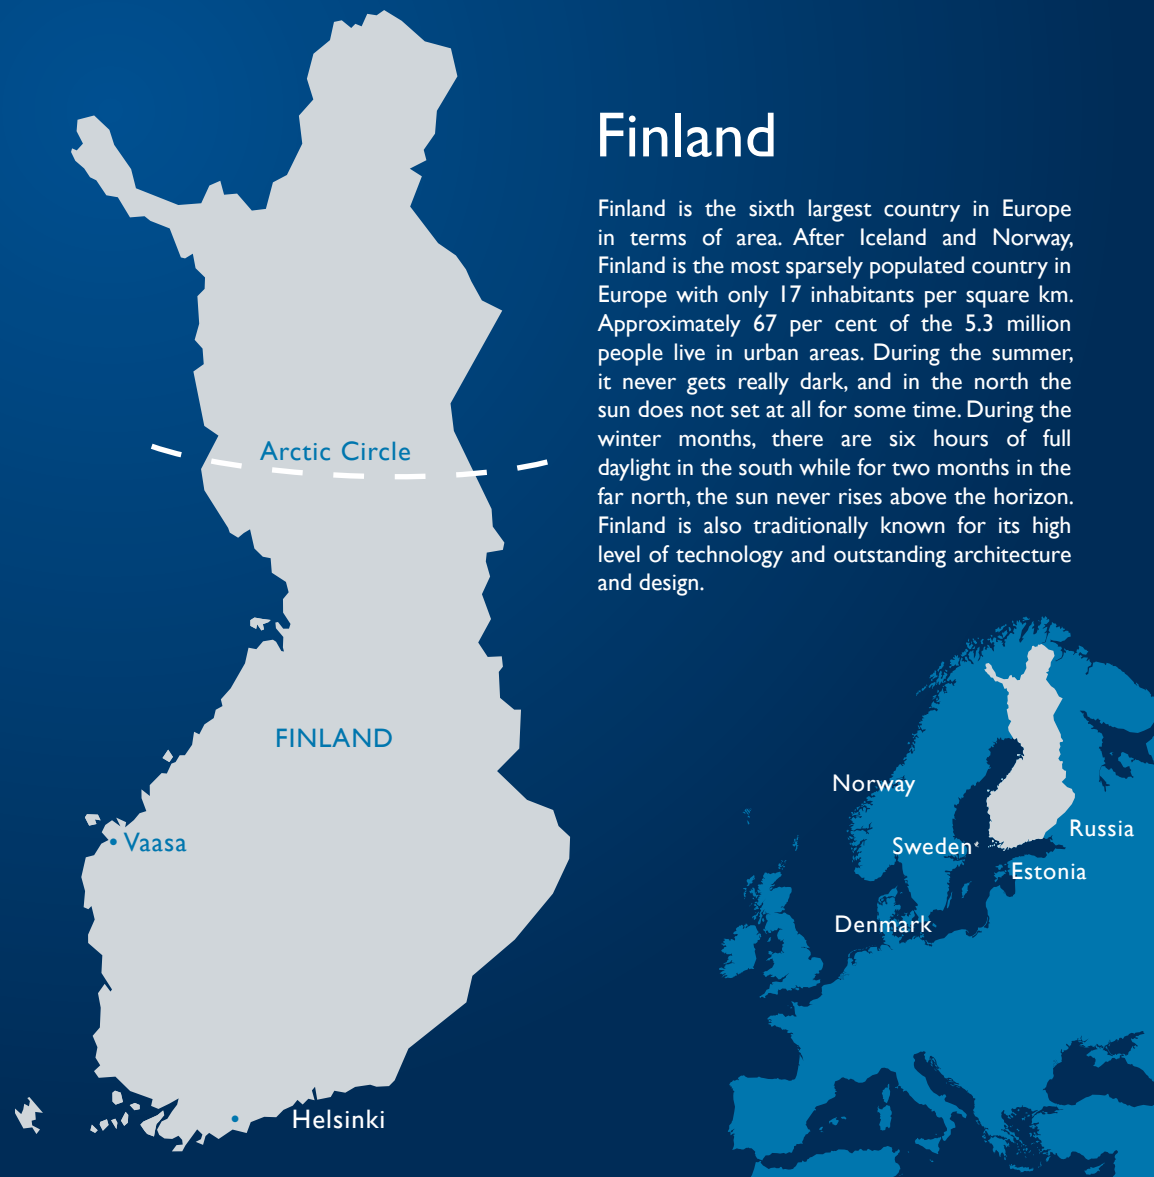 Finland
Finland is the sixth largest country in Europe
in terms of area. After Iceland and Norway,
Finland is the most sparsely populated country in
Europe with only 17 inhabitants per square km.
Approximately 67 per cent of the 5.3 million
people live in urban areas. During the summer,
it never gets really dark, and in the north the
sun does not set at all for some time. During the
winter months, there are six hours of full
daylight in the south while for two months in the
far north, the sun never rises above the horizon.
Finland is also traditionally known for its high
level of technology and outstanding architecture
and design.
Arctic Circle
FINLAND
Vaasa
Helsinki
Norway
Sweden
Russia
Estonia
Denmark